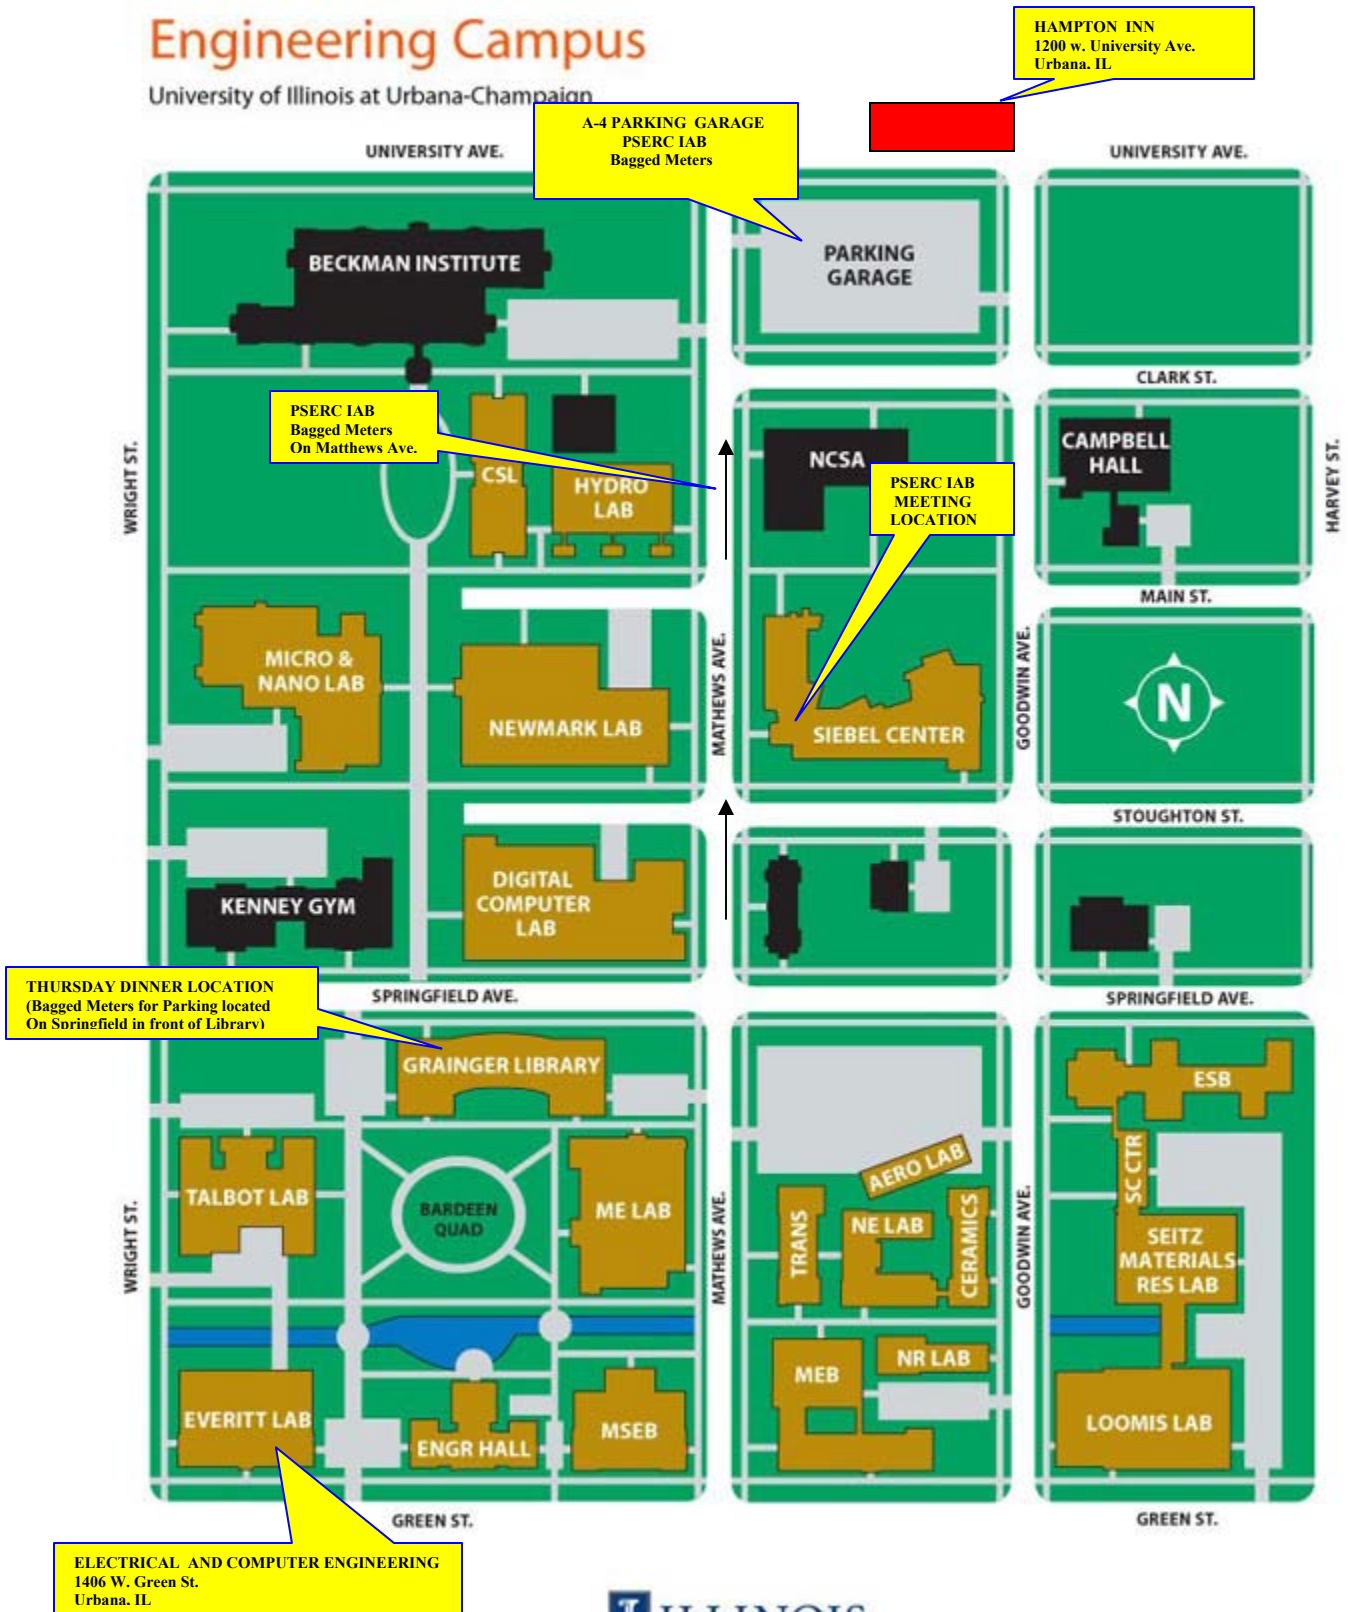 Engineering Campus
University of Illinois at Urbana-Champaign
HAMPTON INN
1200 w. University Ave.
Urbana, IL
A-4 PARKING GARAGE
PSERC IAB
Bagged Meters
UNIVERSITY AVE.
UNIVERSITY AVE.
BECKMAN INSTITUTE
PARKING
GARAGE
CLARK ST.
PSERC IAB
Bagged Meters
On Matthews Ave.
CSL
HYDRO
LAB
NCSA
CAMPBELL
HALL
PSERC IAB
MEETING
LOCATION
WRIGHT ST.
HARVEY ST.
MAIN ST.
MICRO &
NANO LAB
NEWMARK LAB
MATHEWS AVE.
SIEBEL CENTER
GOODWIN AVE.
N
STOUGHTON ST.
KENNEY GYM
DIGITAL
COMPUTER
LAB
THURSDAY DINNER LOCATION
(Bagged Meters for Parking located
On Springfield in front of Library)
SPRINGFIELD AVE.
SPRINGFIELD AVE.
GRAINGER LIBRARY
ESB
AERO LAB
SC CTR
TALBOT LAB
BARDEEN
QUAD
ME LAB
TRANS
NE LAB
CERAMICS
SEITZ
MATERIALS
RES LAB
WRIGHT ST.
MATHEWS AVE.
GOODWIN AVE.
MEB
NR LAB
EVERITT LAB
ENGR HALL
MSEB
LOOMIS LAB
GREEN ST.
GREEN ST.
ELECTRICAL AND COMPUTER ENGINEERING
1406 W. Green St.
Urbana, IL
ILLINOIS